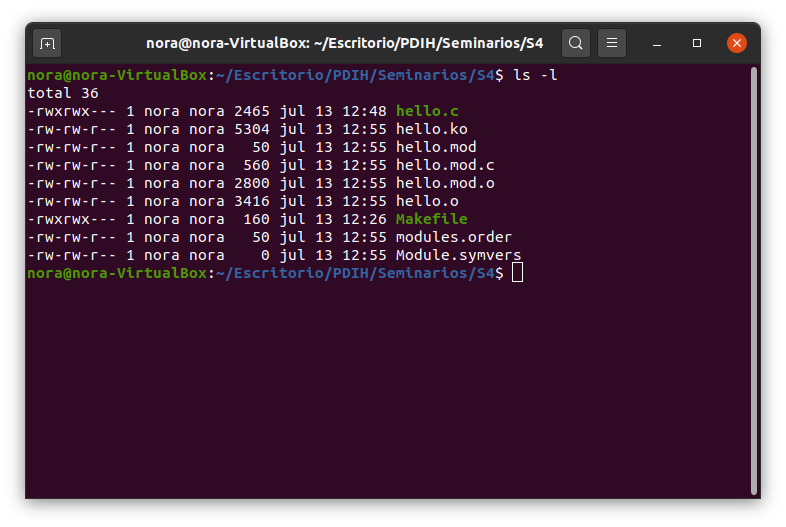 nora@nora-VirtualBox: ~/Escritorio/PDIH/Seminarios/S4
nora@nora-VirtualBox:~/Escritorio/PDIH/Seminarios/S4$ ls -l
total 36
-rwxrwx--- 1 nora nora 2465 jul 13 12:48 hello.c
-rw-rw-r-- 1 nora nora 5304 jul 13 12:55 hello.ko
-rw-rw-r-- 1 nora nora   50 jul 13 12:55 hello.mod
-rw-rw-r-- 1 nora nora  560 jul 13 12:55 hello.mod.c
-rw-rw-r-- 1 nora nora 2800 jul 13 12:55 hello.mod.o
-rw-rw-r-- 1 nora nora 3416 jul 13 12:55 hello.o
-rwxrwx--- 1 nora nora  160 jul 13 12:26 Makefile
-rw-rw-r-- 1 nora nora   50 jul 13 12:55 modules.order
-rw-rw-r-- 1 nora nora    0 jul 13 12:55 Module.symvers
nora@nora-VirtualBox:~/Escritorio/PDIH/Seminarios/S4$